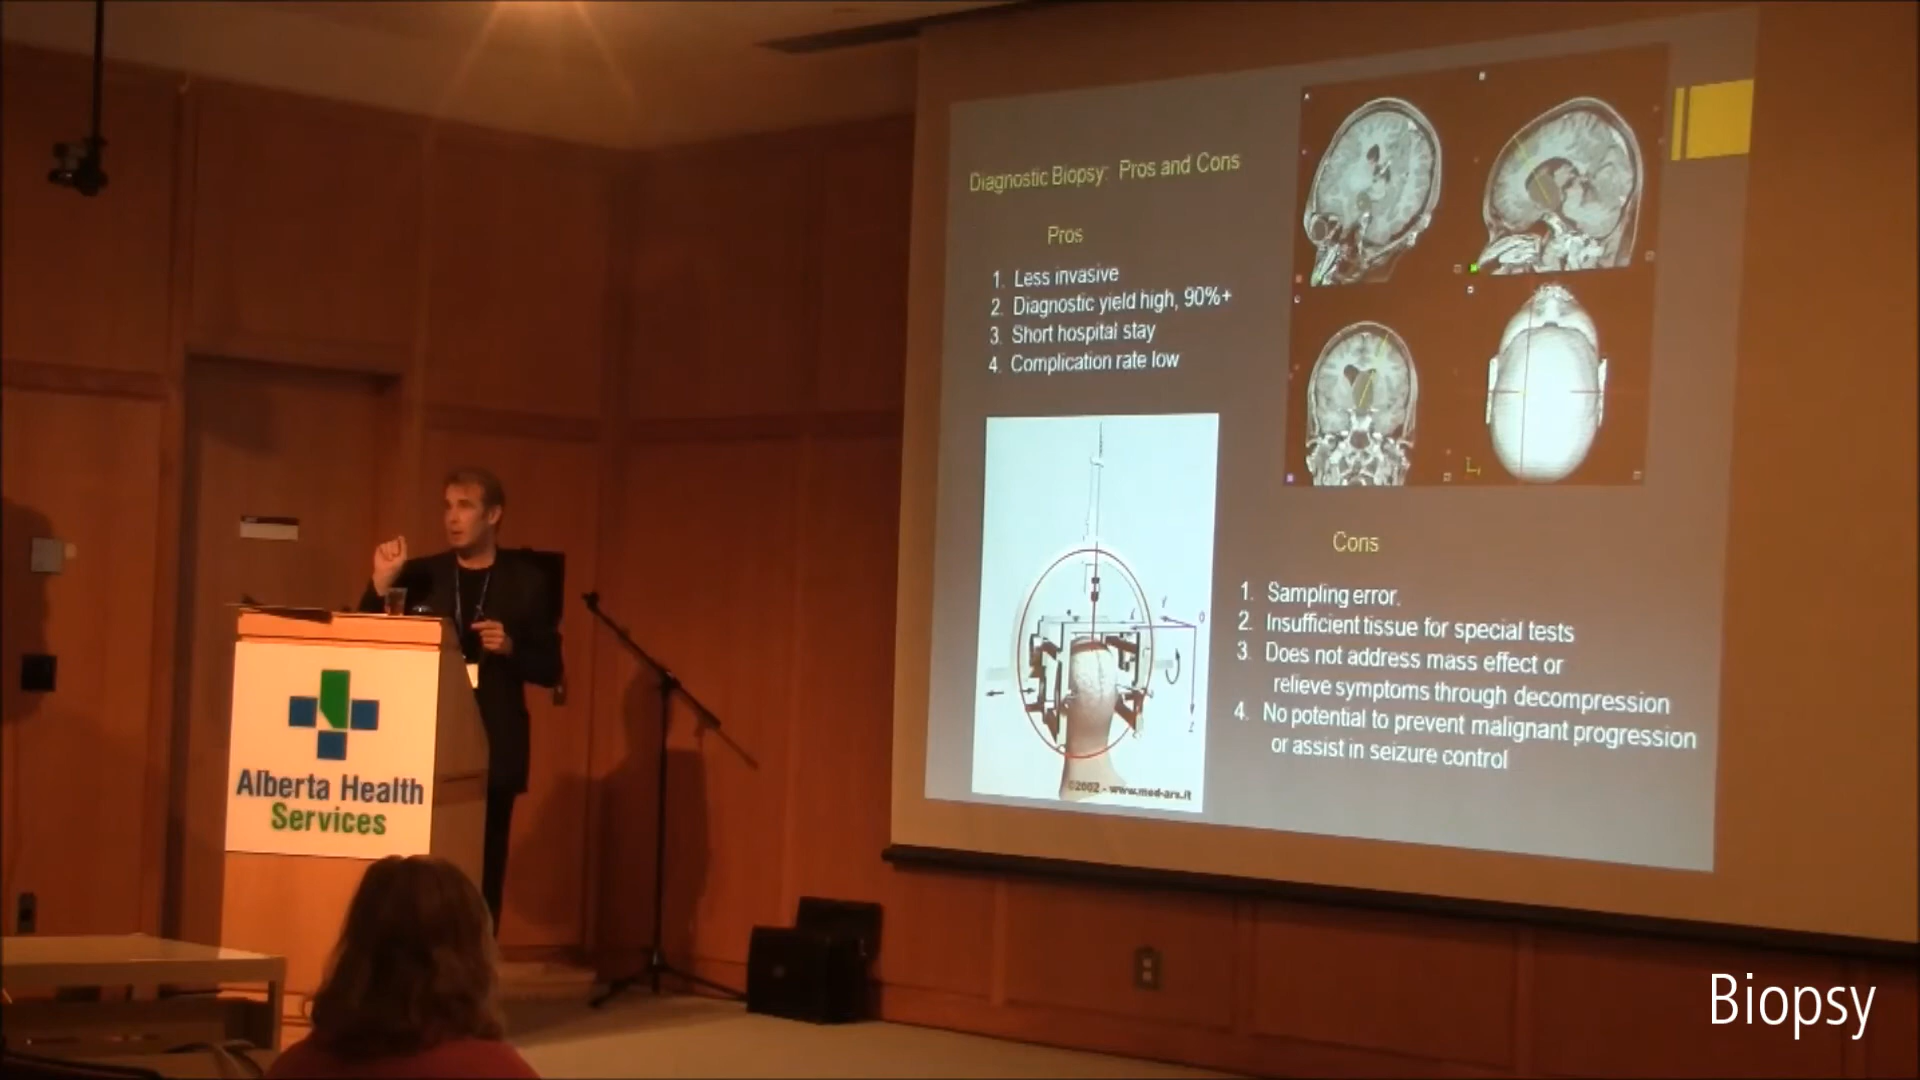 Diagnostic Biopsy: Pros and Cons
Pros
1. Less invasive
2. Diagnostic yield high, 90%+
3. Short hospital stay
4. Complication rate low
©2002 - www.med-ars.it
Cons
1. Sampling error.
2. Insufficient tissue for special tests
3. Does not address mass effect or
relieve symptoms through decompression
4. No potential to prevent malignant progression
or assist in seizure control
Alberta Health
Services
Biopsy